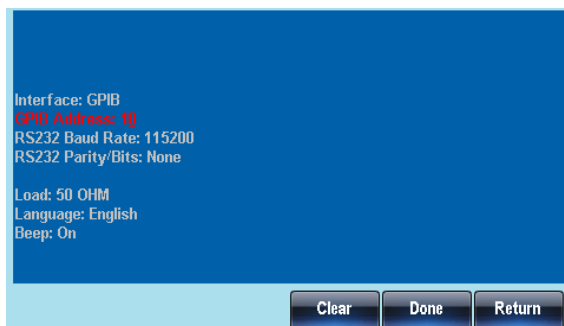 Interface: GPIB
GPIB Address: 10
RS232 Baud Rate: 115200
RS232 Parity/Bits: None
Load: 50 OHM
Language: English
Beep: On
Clear Done Return